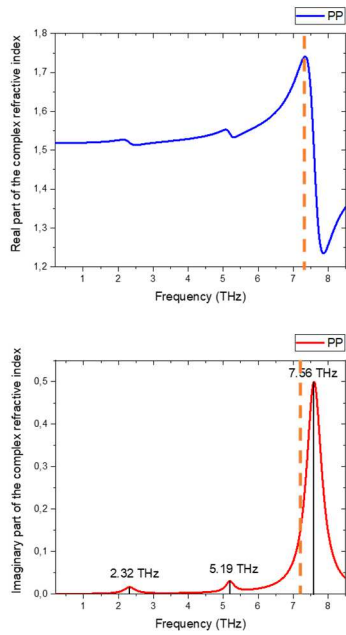 PP
1,8
1,7
1,6
1,5
1,4
1,3
1,2
Real part of the complex refractive index
1 2 3 4 5 6 7 8
Frequency (THz)
PP
7.56 THz
0,5
0,4
0,3
0,2
0,1
0,0
Imaginary part of the complex refractive index
2.32 THz
5.19 THz
1 2 3 4 5 6 7 8
Frequency (THz)